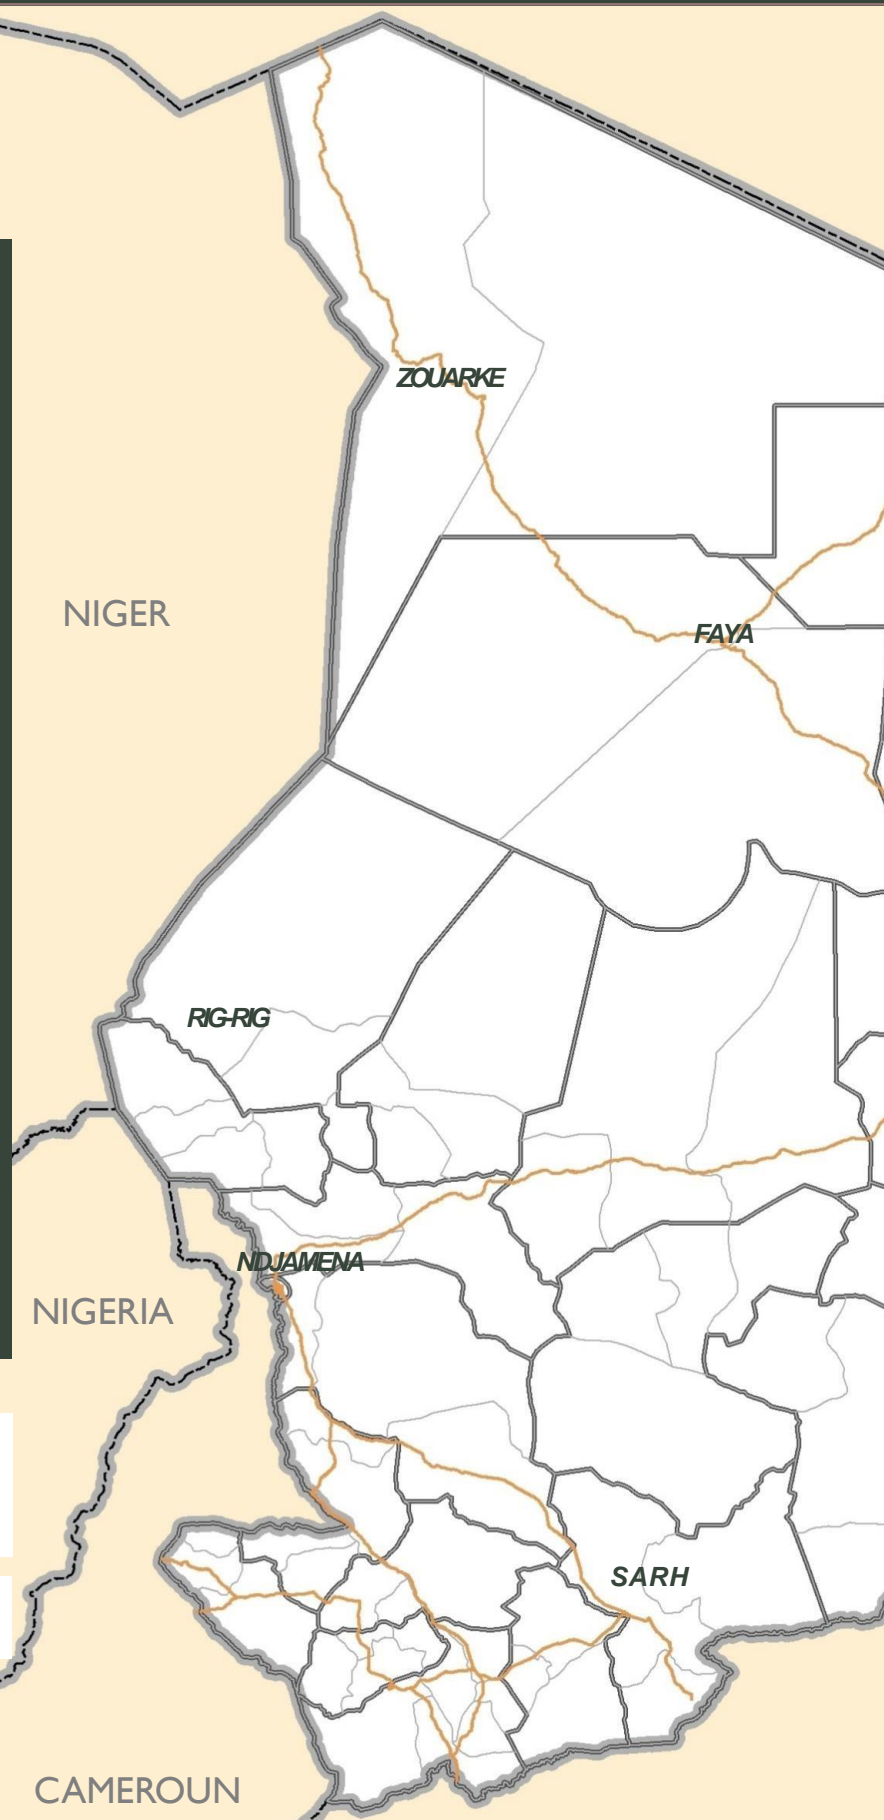 ZOUARKE
NIGER
FAYA
RIG-RIG
NDJAMENA
NIGERIA
SARH
CAMEROUN